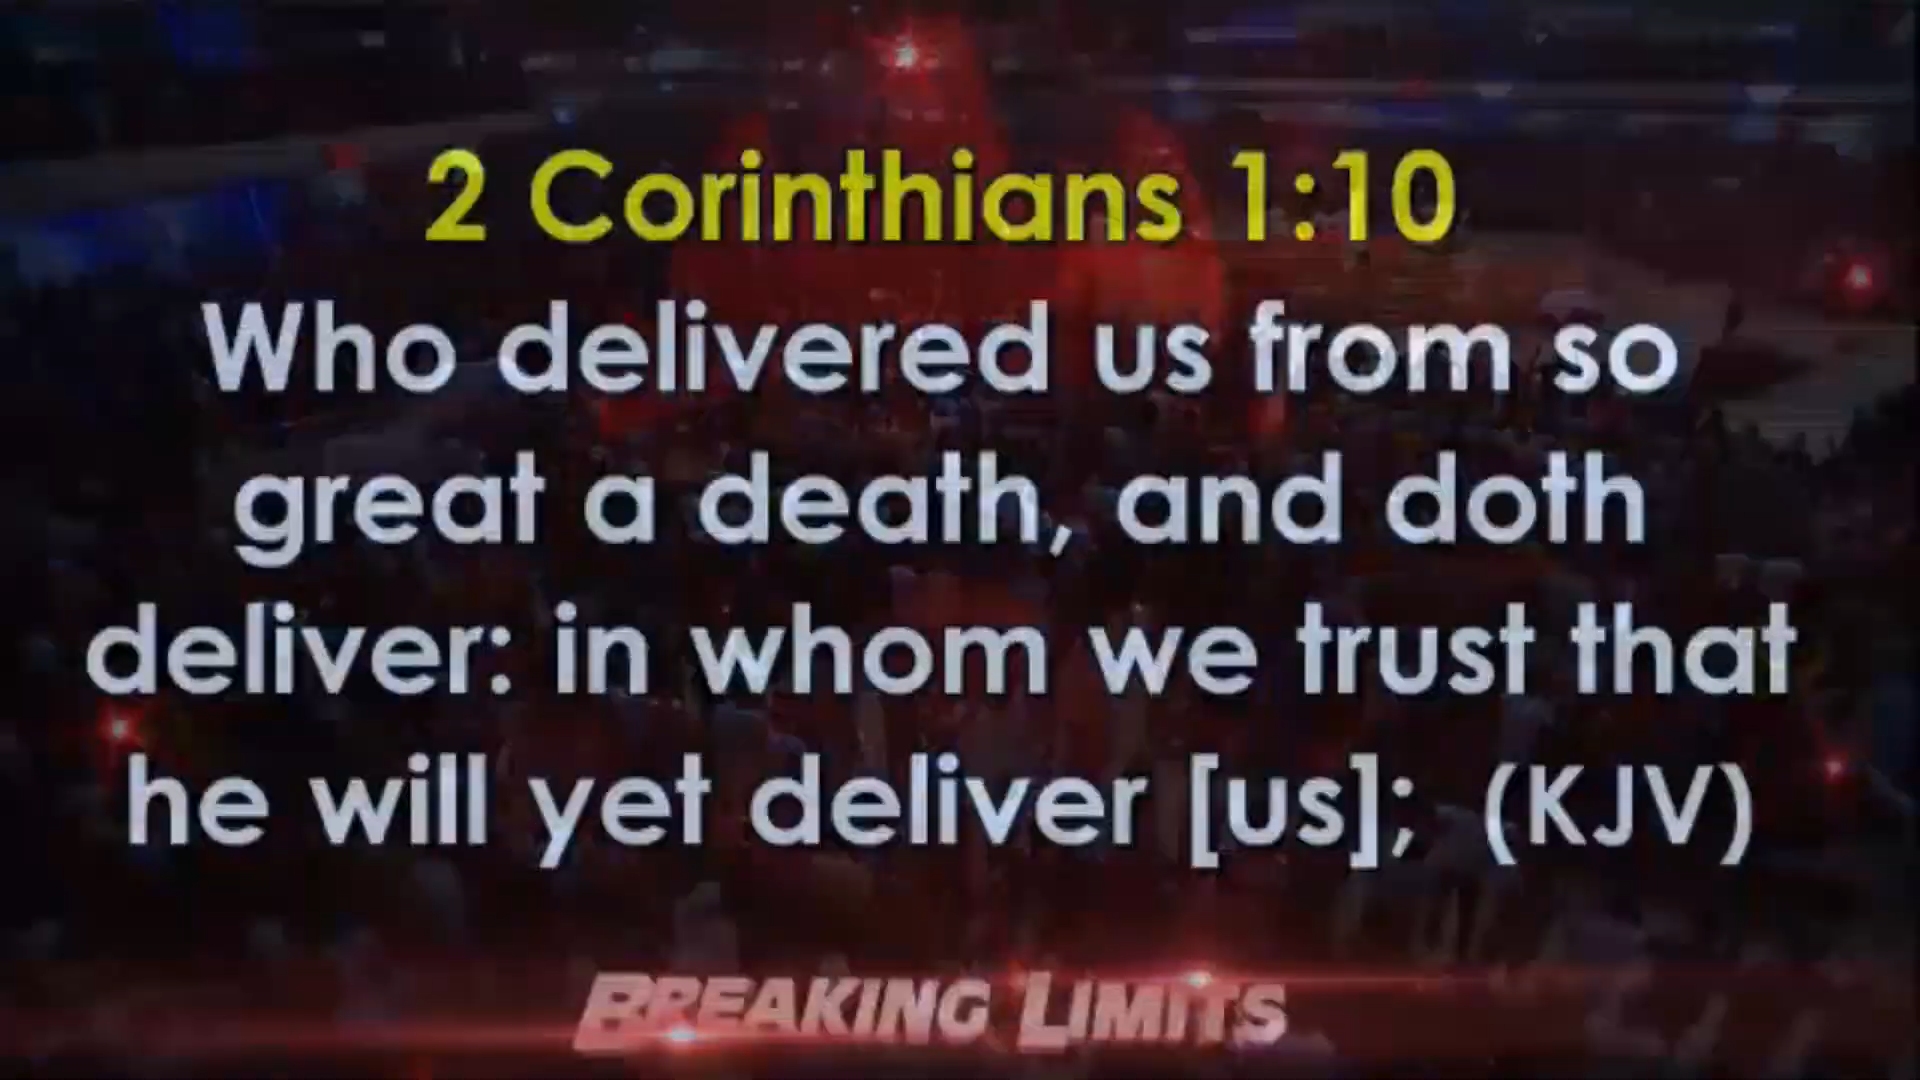 2 Corinthians 1:10
Who delivered us from so
great a death, and doth
deliver: in whom we trust that
he will yet deliver [us]; (KJV)
BREAKING LIMITS